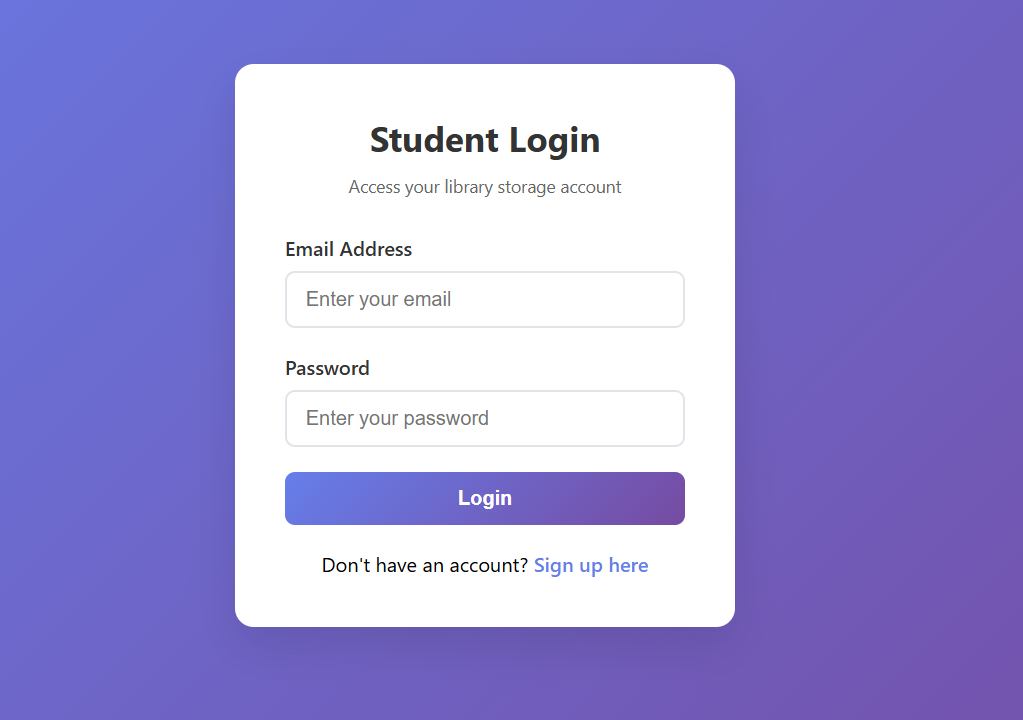 Student Login
Access your library storage account
Email Address
Enter your email
Password
Enter your password
Login
Don't have an account? Sign up here